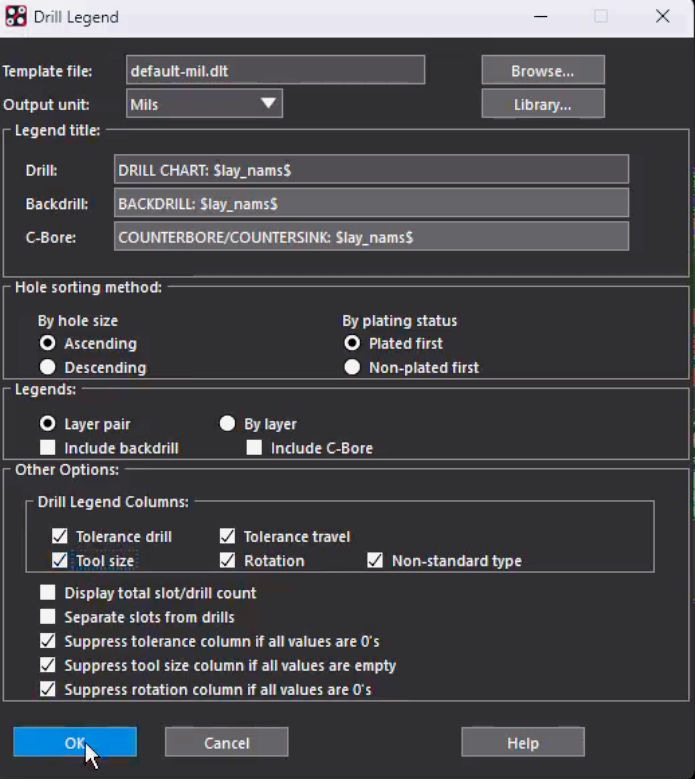 Drill Legend
Template file: default-mil.dlt Browse...
Output unit: Mils Library...
Legend title:
Drill: DRILL CHART: $lay_nams$
Backdrill: BACKDRILL: $lay_nams$
C-Bore: COUNTERBORE/COUNTERSINK: $lay_nams$
Hole sorting method:
By hole size By plating status
Ascending Plated first
Descending Non-plated first
Legends:
Layer pair By layer
Include backdrill Include C-Bore
Other Options:
Drill Legend Columns:
Tolerance drill Tolerance travel
Tool size Rotation Non-standard type
Display total slot/drill count
Separate slots from drills
Suppress tolerance column if all values are 0's
Suppress tool size column if all values are empty
Suppress rotation column if all values are 0's
OK Cancel Help